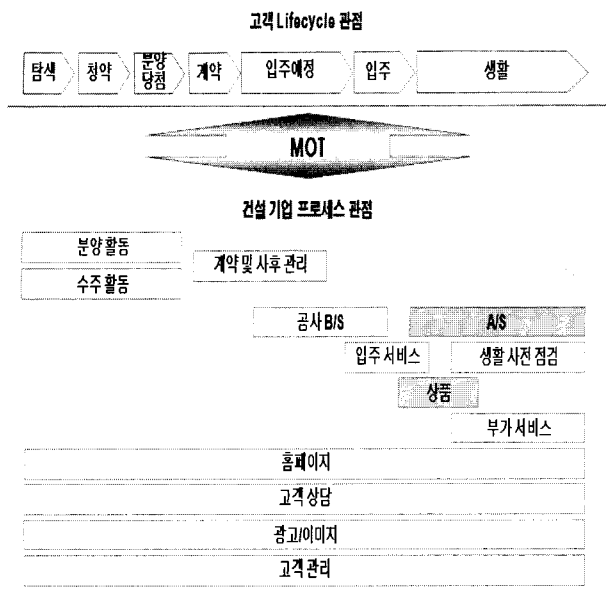 고객 Lifecycle 관점
탐색 청약 분양 당첨 계약 입주예정 입주 생활
MOT
건설 기업 프로세스 관점
분양 활동
계약 및 사후 관리
수주 활동
공사 B/S A/S
입주 서비스 생활 사전 점검
상품
부가 서비스
홈페이지
고객 상담
광고/이미지
고객 관리